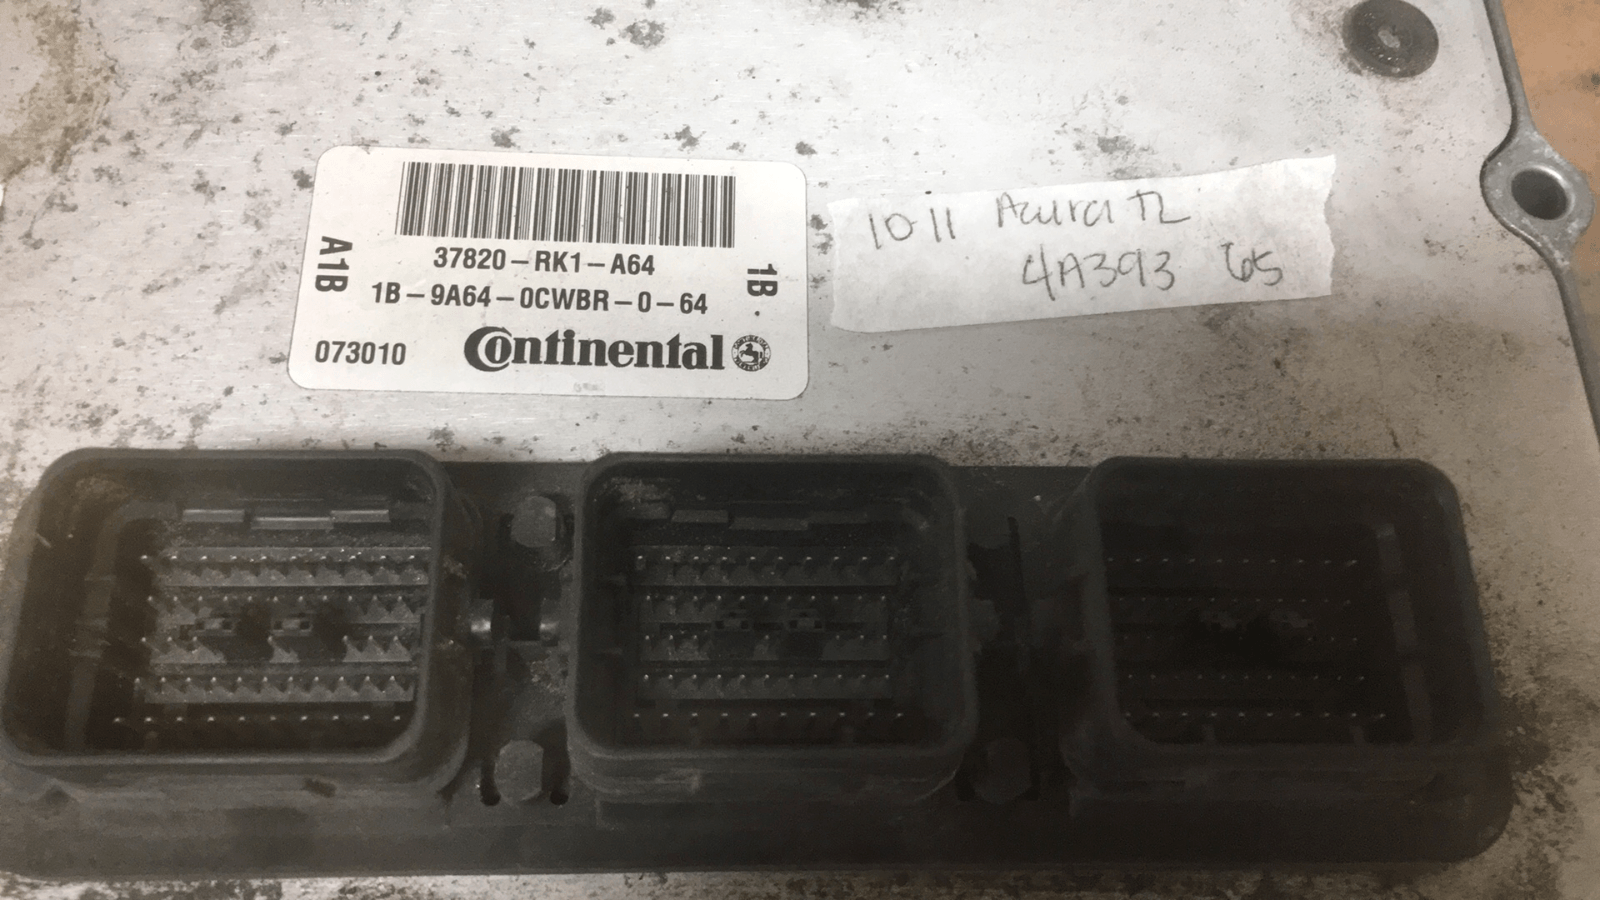 37820-RK1-A64
A1B
1B
1B-9A64-0CWBR-0-64
073010
Continental
10 11 Acura TL
4A393 65